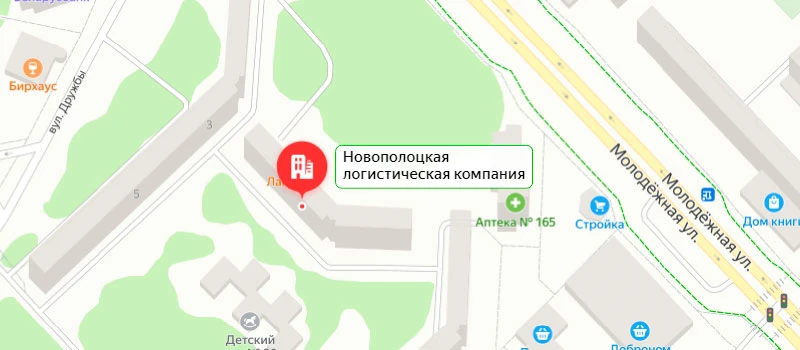 Беларусбанк
Бирхаус
вул. Дружбы
3
5
Новополоцкая
логистическая компания
Аптека № 165
Стройка
Молодёжная ул.
Молодёжная ул.
Дом книги
Детский
Доброном